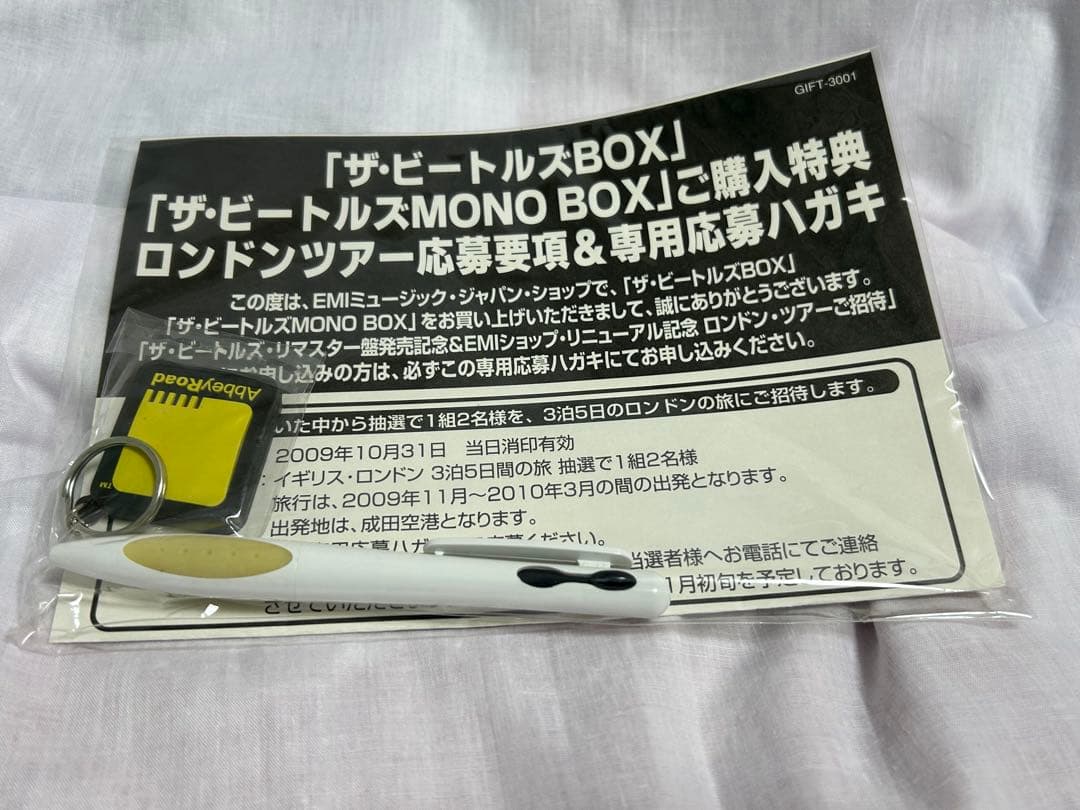 GIFT-3001
「ザ・ビートルズBOX」
「ザ・ビートルズMONO BOX」ご購入特典
ロンドンツアー応募要項&専用応募ハガキ
この度は、EMIミュージック・ジャパン・ショップで、「ザ・ビートルズBOX」
「ザ・ビートルズMONO BOX」をお買い上げいただきまして、誠にありがとうございます。
「ザ・ビートルズ・リマスター盤発売記念&EMIショップ・リニューアル記念 ロンドン・ツアーご招待」
にお申し込みの方は、必ずこの専用応募ハガキにてお申し込みください。
いた中から抽選で1組2名様を、3泊5日のロンドンの旅にご招待します。
2009年10月31日 当日消印有効
: イギリス・ロンドン 3泊5日間の旅 抽選で1組2名様
旅行は、2009年11月〜2010年3月の間の出発となります。
出発地は、成田空港となります。
応募ハガ ください。
当選者様へお電話にてご連絡
1月初旬を予定しております。
させていただ
AbbeyRoad
TM